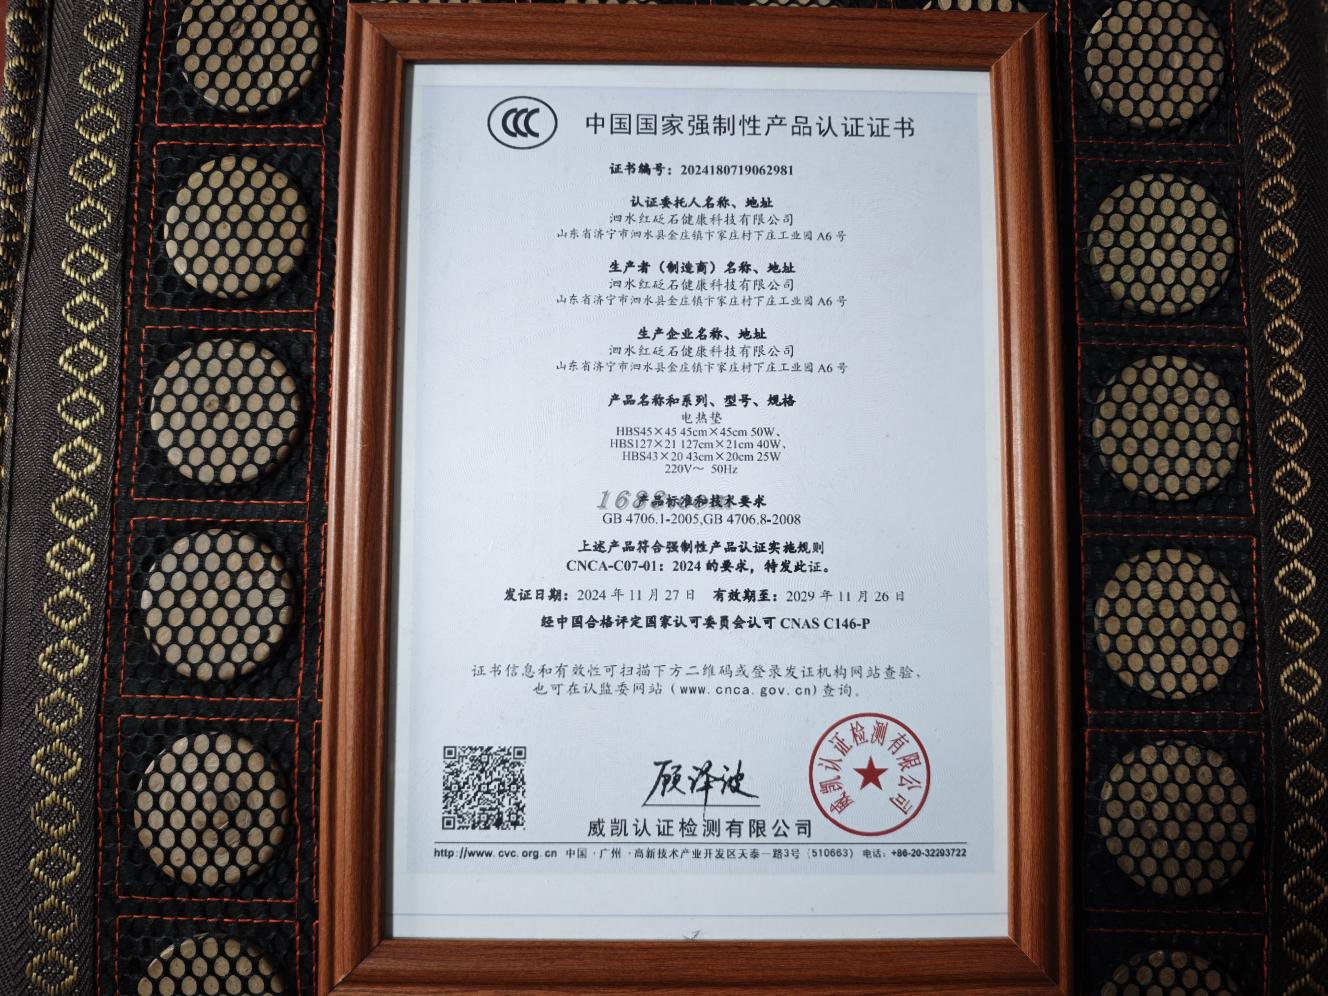 CCC
中国国家强制性产品认证证书
证书编号：2024180719062981
认证委托人名称、地址
泗水红砭石健康科技有限公司
山东省济宁市泗水县金庄镇卞家庄村下庄工业园 A6 号
生产者（制造商）名称、地址
泗水红砭石健康科技有限公司
山东省济宁市泗水县金庄镇卞家庄村下庄工业园 A6 号
生产企业名称、地址
泗水红砭石健康科技有限公司
山东省济宁市泗水县金庄镇卞家庄村下庄工业园 A6 号
产品名称和系列、型号、规格
电热垫
HBS45×45 45cm×45cm 50W、
HBS127×21 127cm×21cm 40W、
HBS43×20 43cm×20cm 25W
220V～ 50Hz
产品标准和技术要求
GB 4706.1-2005,GB 4706.8-2008
上述产品符合强制性产品认证实施规则
CNCA-C07-01：2024 的要求，特发此证。
发证日期：2024 年 11 月 27 日 有效期至：2029 年 11 月 26 日
经中国合格评定国家认可委员会认可 CNAS C146-P
证书信息和有效性可扫描下方二维码或登录发证机构网站查验，
也可在认监委网站（www.cnca.gov.cn)查询。
顾泽波
威凯认证检测有限公司
威凯认证检测有限公司
http://www.cvc.org.cn 中国·广州·高新技术产业开发区天泰一路3号（510663） 电话：+86-20-32293722